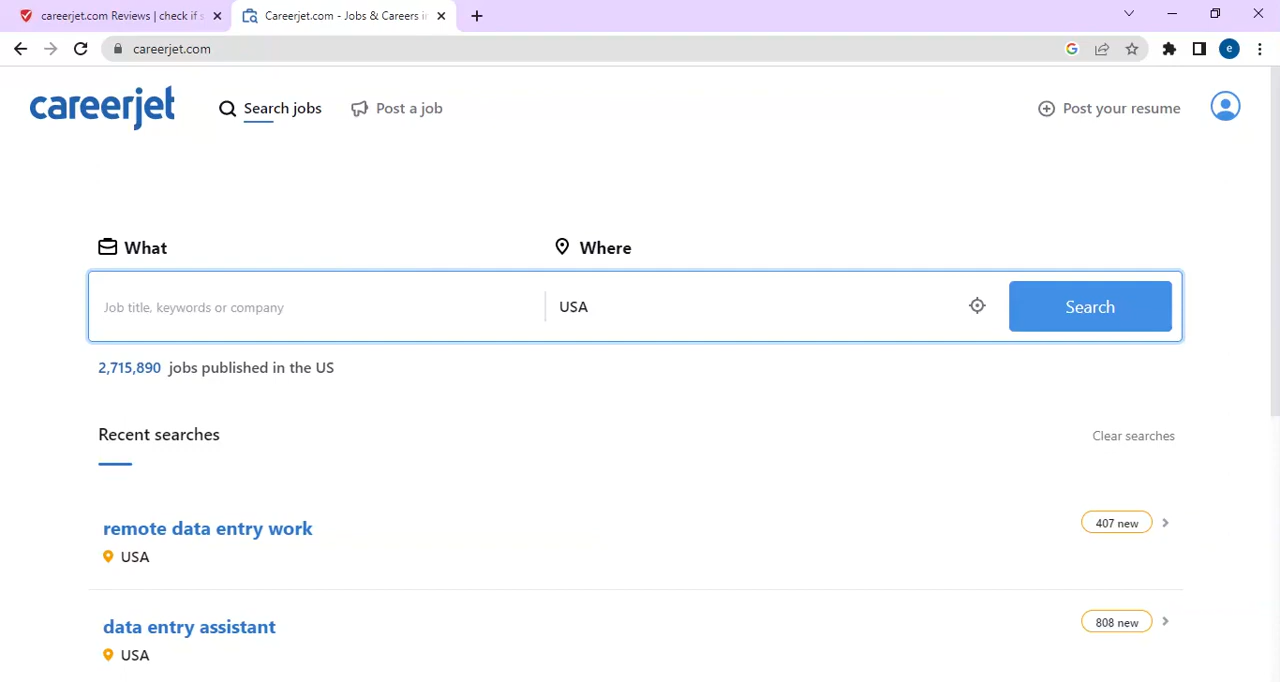 careerjet.com Reviews | check if s
Careerjet.com - Jobs & Careers in
careerjet.com
e
careerjet
Search jobs
Post a job
Post your resume
What
Where
Job title, keywords or company
USA
Search
2,715,890 jobs published in the US
Recent searches
Clear searches
remote data entry work
407 new
USA
data entry assistant
808 new
USA